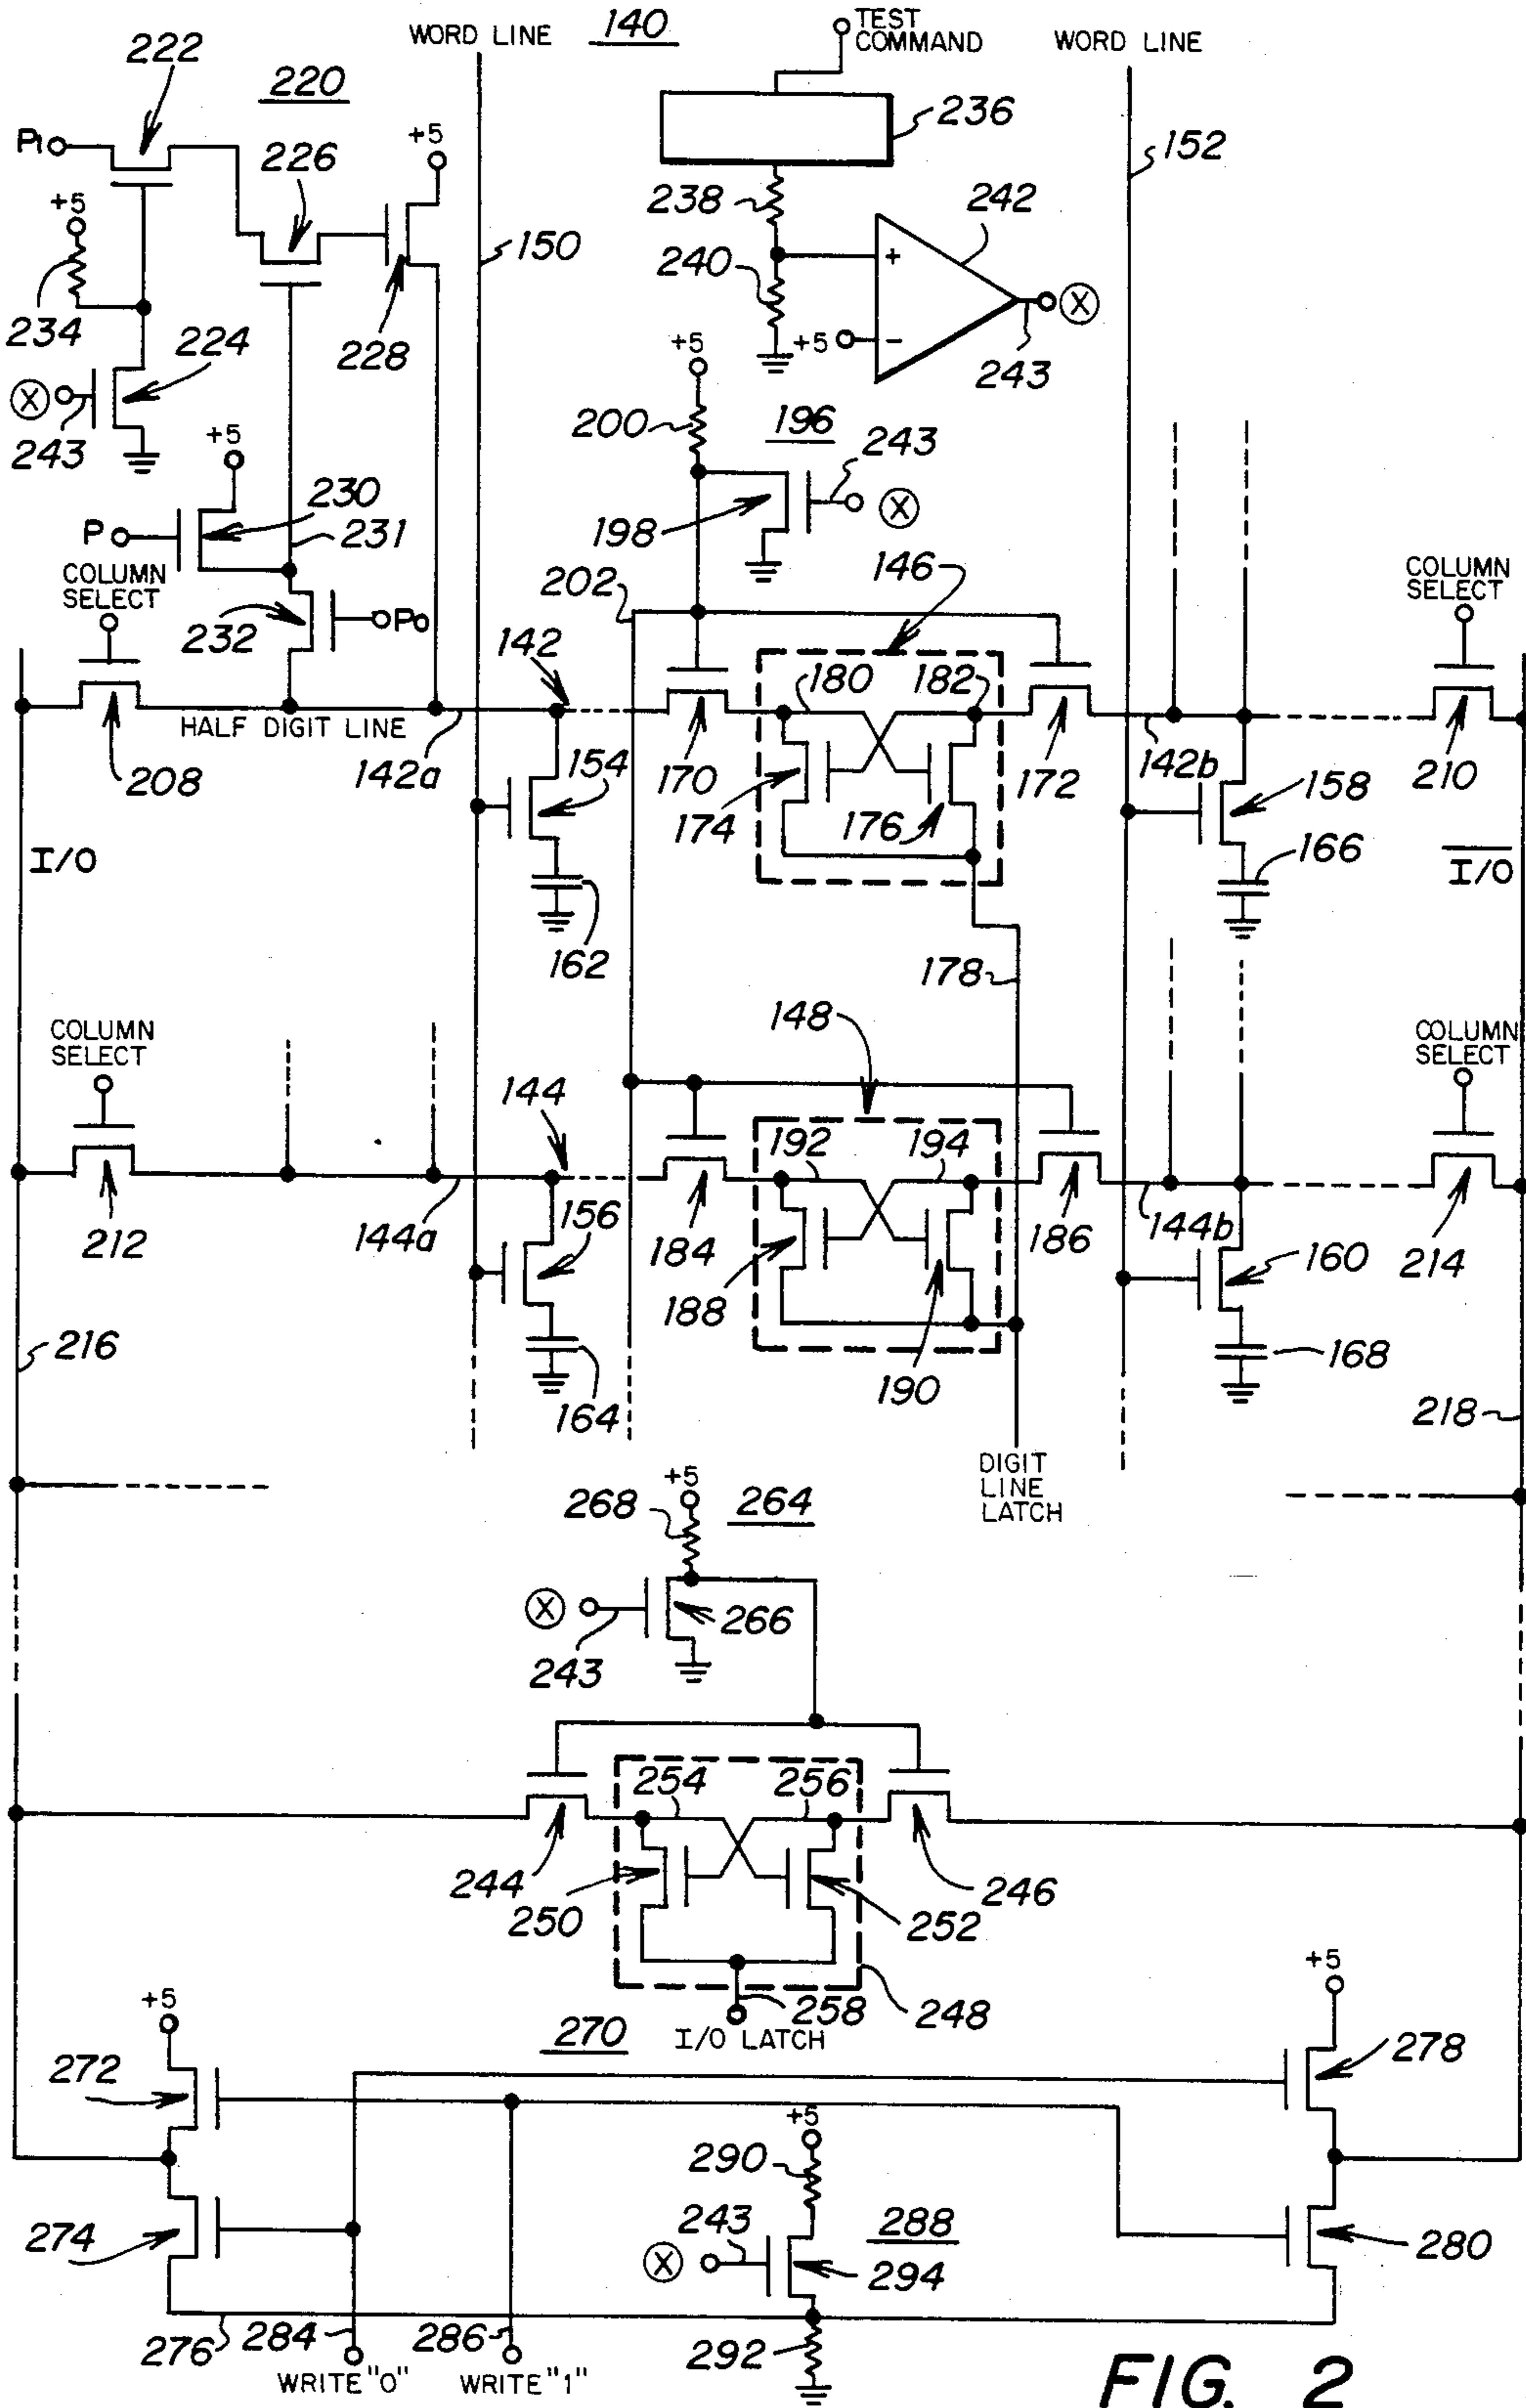 WORD LINE 140 TEST COMMAND WORD LINE
222 220
236
P1 226 +5 152
+5 238 242
150 240 +
234 228 243 X
224 +5 -
X 243 +5 200 196 243
230 198 X
P 231 146
COLUMN SELECT 202 COLUMN SELECT
232 P0 142 180 182
HALF DIGIT LINE
208 142a 154 170 172 142b 210
174 176 158
I/O 166 I/O
162 178
COLUMN SELECT 148 COLUMN SELECT
144 192 194
212 144a 156 184 186 144b 214
188 160
216 190 168
164 218
DIGIT LINE LATCH
+5
268 264
X 266
243
254 256
244 246
250 252
+5 258 248 +5
270 I/O LATCH
272 278
+5
290
243 288
274 X 294 280
276 284 286 292
WRITE "0" WRITE "1"
FIG. 2